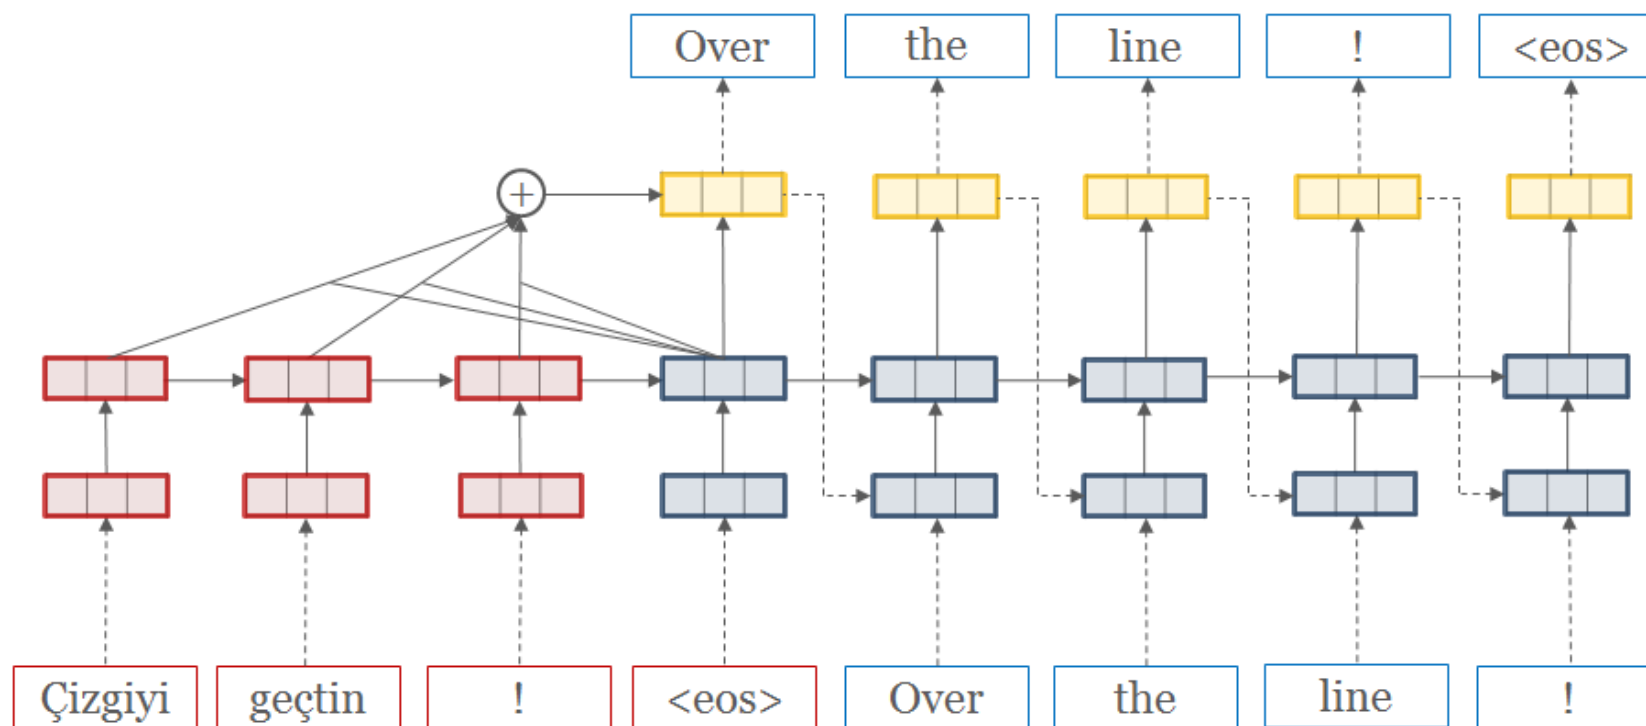 Over the line ! <eos>
+
Çizgiyi geçtin ! <eos> Over the line !